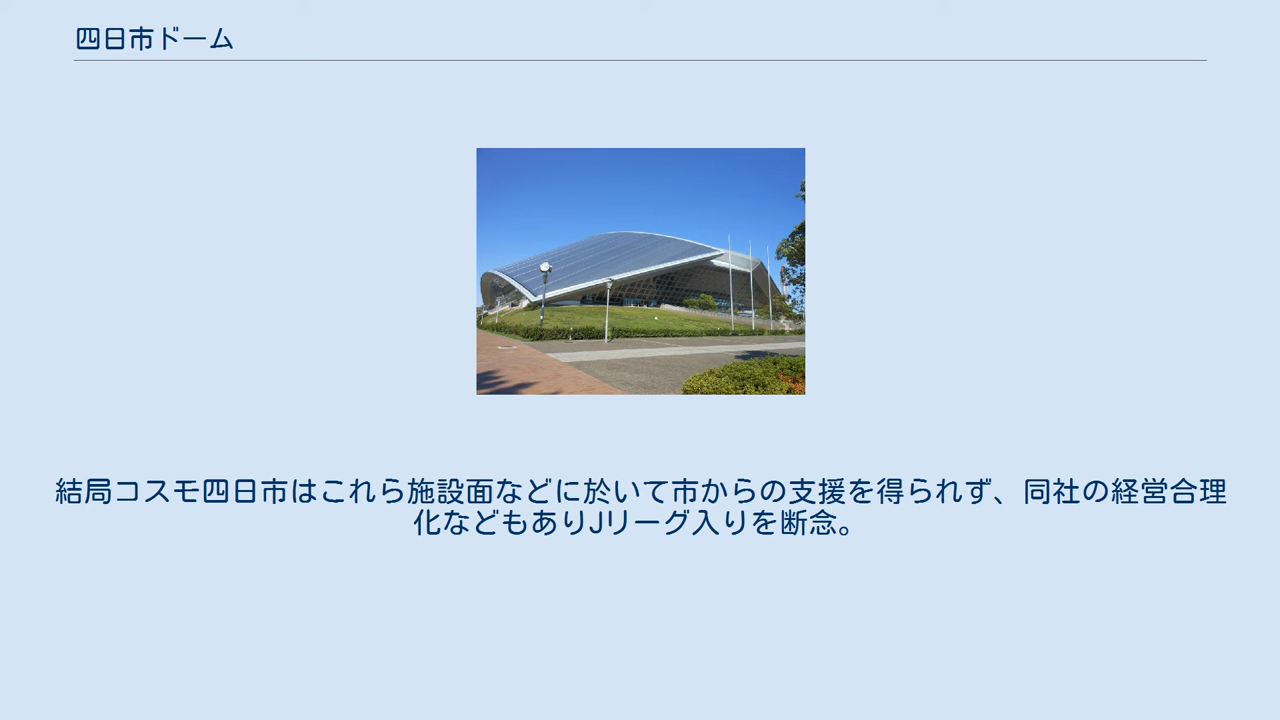 四日市ドーム
結局コスモ四日市はこれら施設面などに於いて市からの支援を得られず、同社の経営合理
化などもありJリーグ入りを断念。